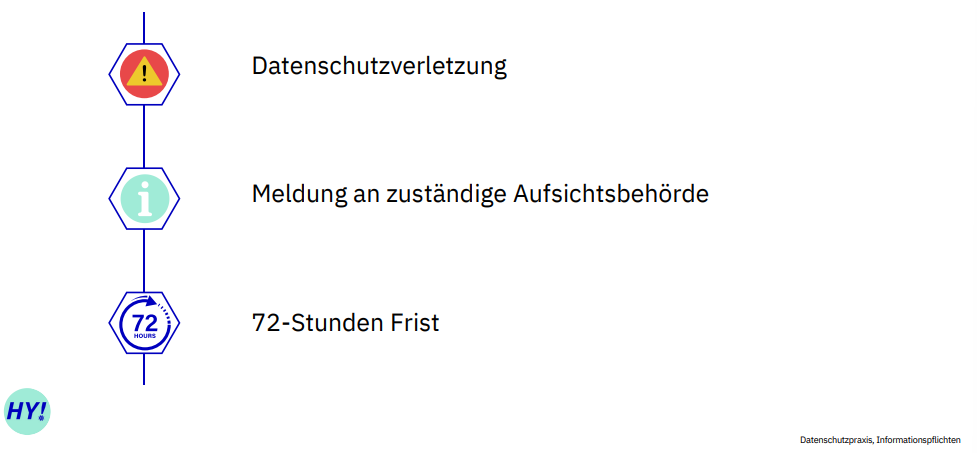 !
Datenschutzverletzung
i
Meldung an zuständige Aufsichtsbehörde
72
HOURS
72-Stunden Frist
HY!
Datenschutzpraxis, Informationspflichten